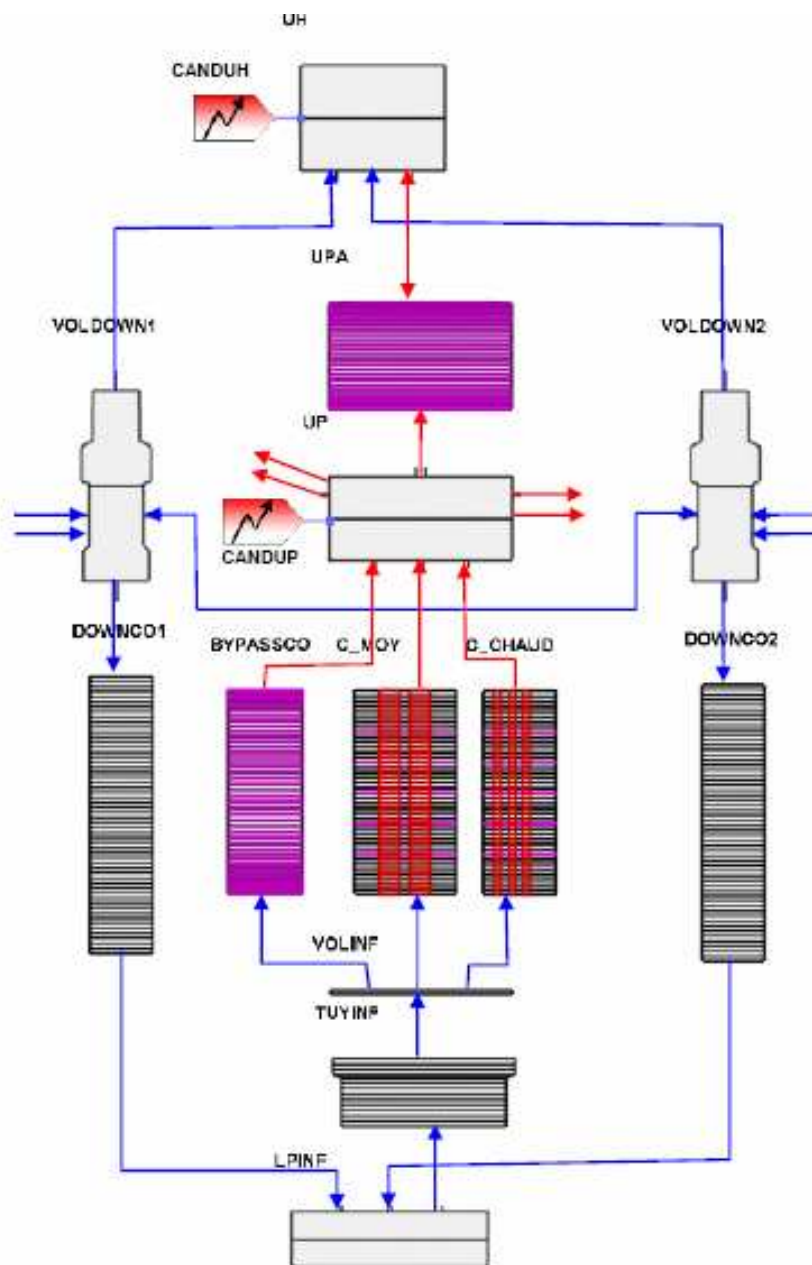 UH
CANDUH
UPA
VOLDOWN1
VOLDOWN2
UP
CANDUP
DOWNCO1
BYPASSCO
C_MOY
C_CHAUD
DOWNCO2
VOLINF
TUYINF
LPINF